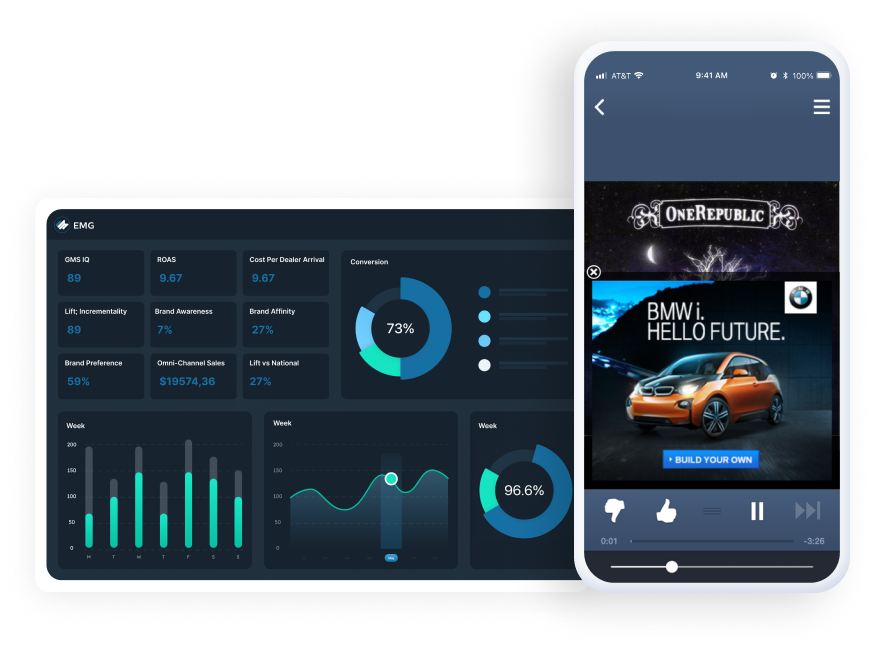 EMG
GMS IQ
89
ROAS
9.67
Cost Per Dealer Arrival
9.67
Lift; Incrementality
89
Brand Awareness
7%
Brand Affinity
27%
Brand Preference
59%
Omni-Channel Sales
$19574,36
Lift vs National
27%
Conversion
73%
Week
200
150
100
50
0
M
T
W
T
F
S
S
Week
200
150
100
50
0
Week
96.6%
AT&T
9:41 AM
100%
OneRepublic
BMW i.
HELLO FUTURE.
BUILD YOUR OWN
0:01
-3:26